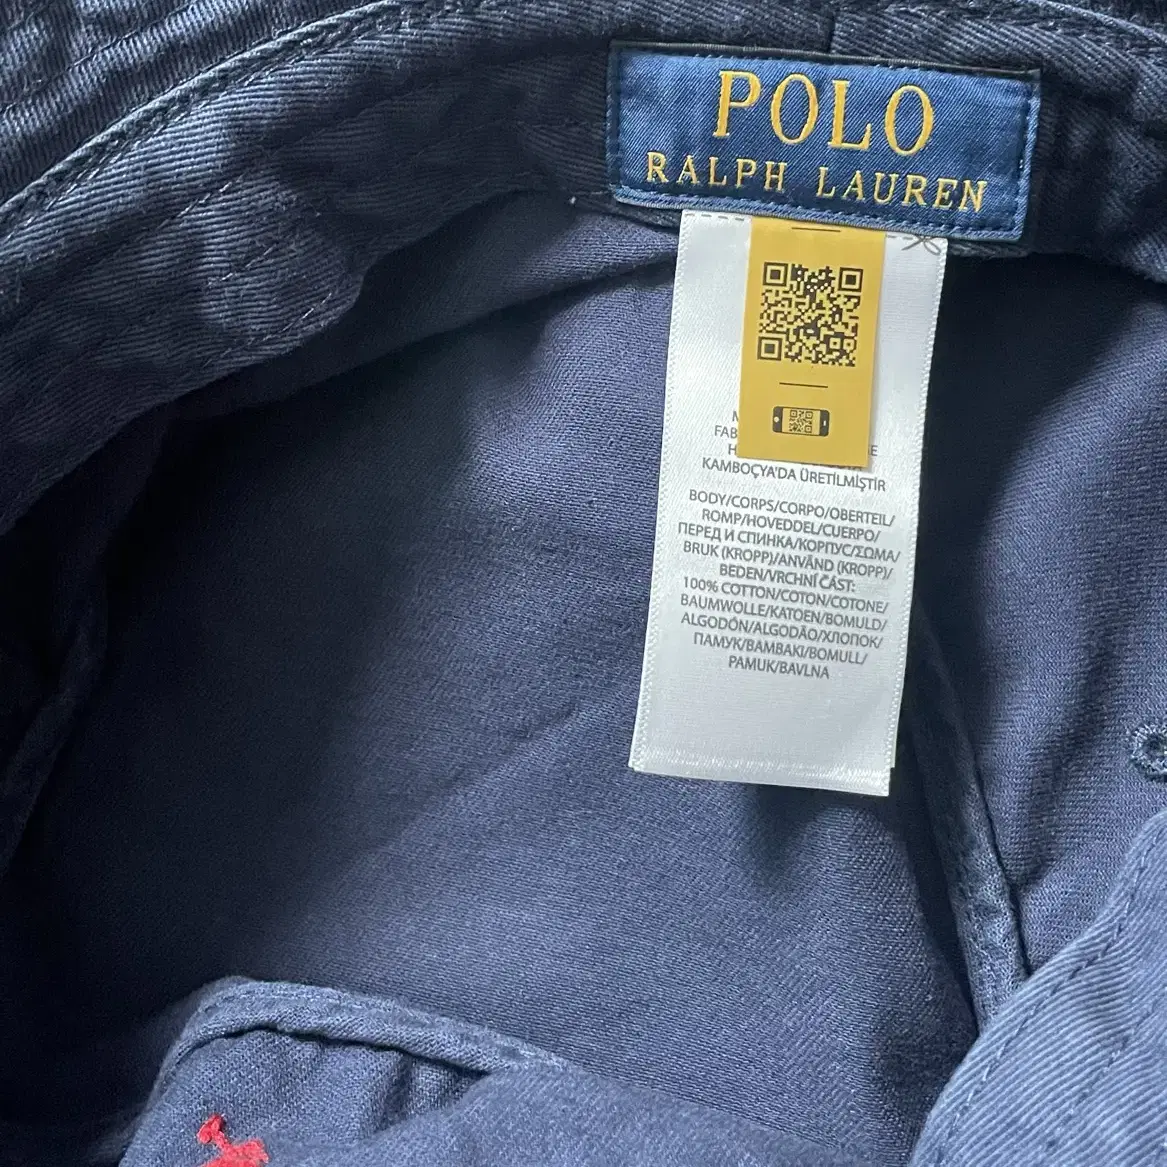 POLO
RALPH LAUREN
KAMBOÇYA'DA ÜRETİLMİŞTİR
BODY/CORPS/CORPO/OBERTEIL/
ROMP/HOVEDDEL/CUERPO/
ПЕРЕД И СПИНКА/КОРПУС/ΣΩΜΑ/
BRUK (KROPP)/ANVÄND (KROPP)/
BEDEN/VRCHNÍ ČÁST:
100% COTTON/COTON/COTONE/
BAUMWOLLE/KATOEN/BOMULD/
ALGODÓN/ALGODÃO/ХЛОПОК/
ПАМУК/ΒΑΜΒΑΚΙ/BOMULL/
PAMUK/BAVLNA